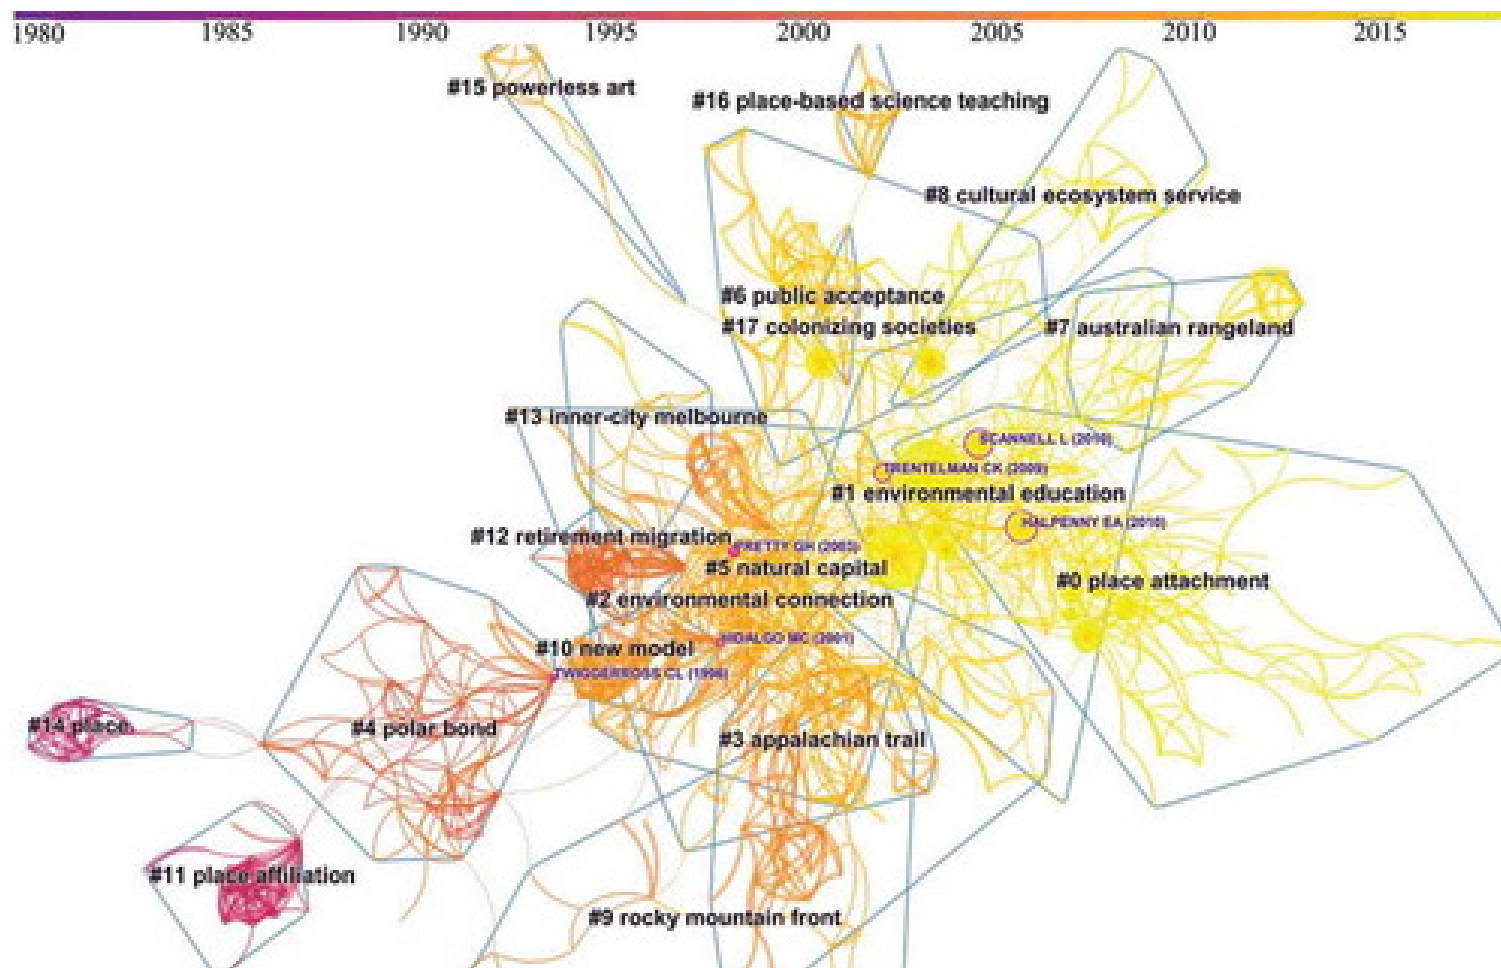 1980 1985 1990 1995 2000 2005 2010 2015
#15 powerless art
#16 place-based science teaching
#8 cultural ecosystem service
#6 public acceptance
#17 colonizing societies
#7 australian rangeland
#13 inner-city melbourne
SCANNELL L (2010)
TRENTELMAN CK (2009)
#1 environmental education
HALPENNY EA (2010)
#12 retirement migration
PRETTY GH (2003)
#5 natural capital
#0 place attachment
#2 environmental connection
HIDALGO MC (2001)
#10 new model
TWIGGERROSS CL (1996)
#14 place.
#4 polar bond
#3 appalachian trail
#11 place affiliation
#9 rocky mountain front